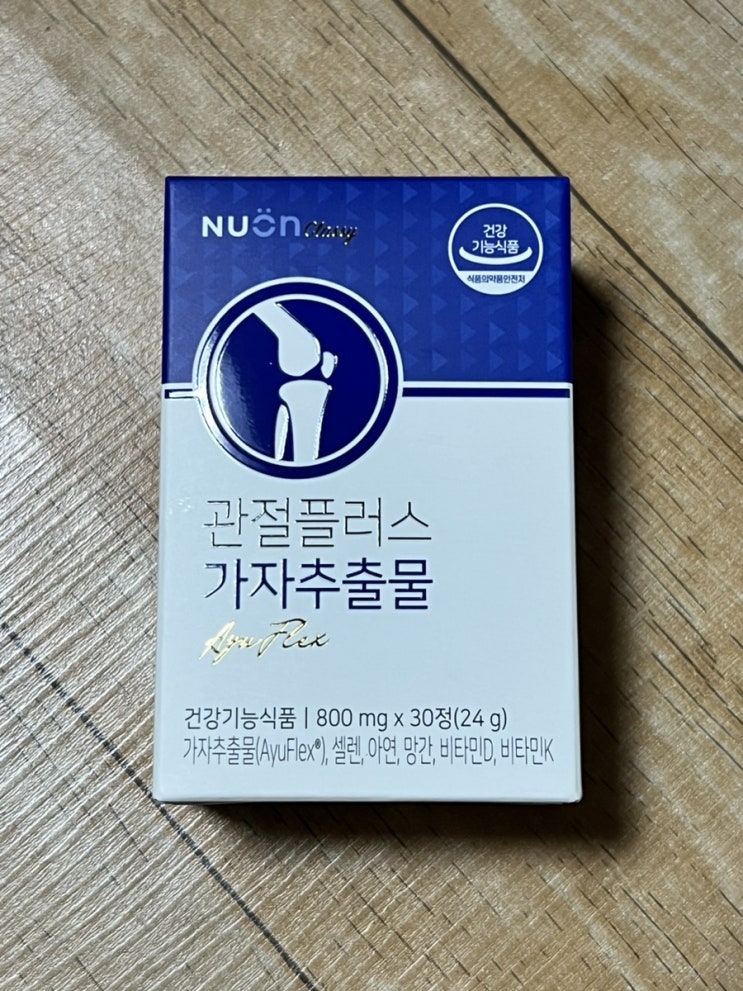 NUön Classy
건강
기능식품
식품의약품안전처
관절플러스
가자추출물
AyuFlex
건강기능식품 | 800 mg x 30정(24 g)
가자추출물(AyuFlex®), 셀렌, 아연, 망간, 비타민D, 비타민K